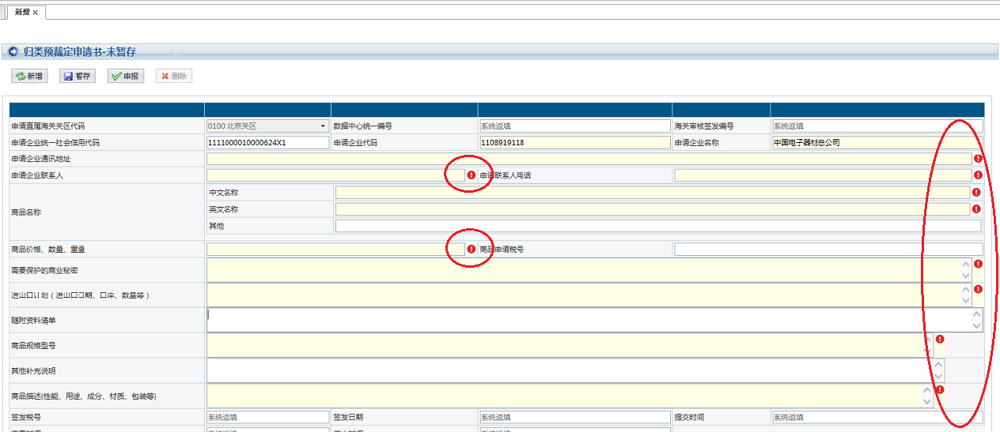 新增 x
归类预裁定申请书-未暂存
新增 暂存 申报 删除
申请直属海关关区代码 0100 北京关区 数据中心统一编号 系统返填 海关审核签发编号 系统返填
申请企业统一社会信用代码 1111000010000624X1 申请企业代码 1108919118 申请企业名称 中国电子器材总公司
申请企业通讯地址
申请企业联系人 申请联系人电话
商品名称
中文名称
英文名称
其他
商品价格、数量、重量 商品申请税号
需要保护的商业秘密
进出口计划（进出口日期、口岸、数量等）
随附资料清单
商品规格型号
其他补充说明
商品描述(性能、用途、成分、材质、包装等)
签发税号 系统返填 签发日期 系统返填 提交时间 系统返填